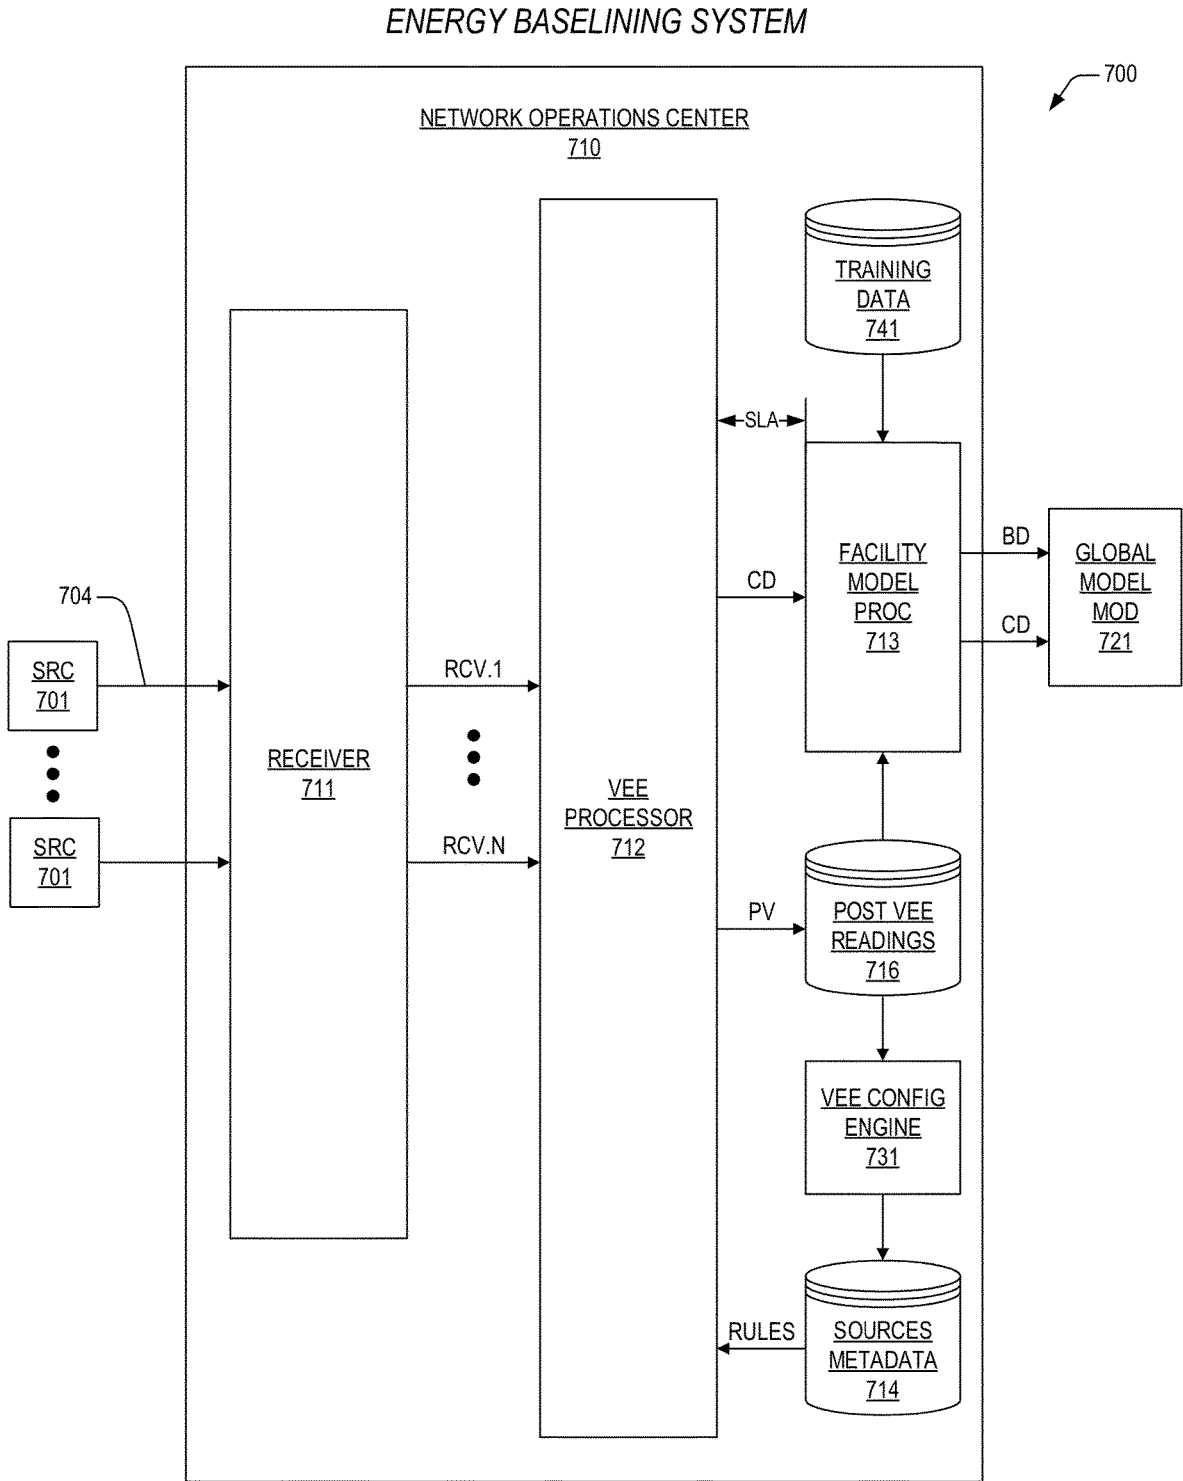 ENERGY BASELINING SYSTEM
700
NETWORK OPERATIONS CENTER
710
TRAINING
DATA
741
SLA
FACILITY
MODEL
PROC
713
BD
CD
GLOBAL
MODEL
MOD
721
CD
704
SRC
701
SRC
701
RECEIVER
711
RCV.1
RCV.N
VEE
PROCESSOR
712
PV
POST VEE
READINGS
716
VEE CONFIG
ENGINE
731
RULES
SOURCES
METADATA
714